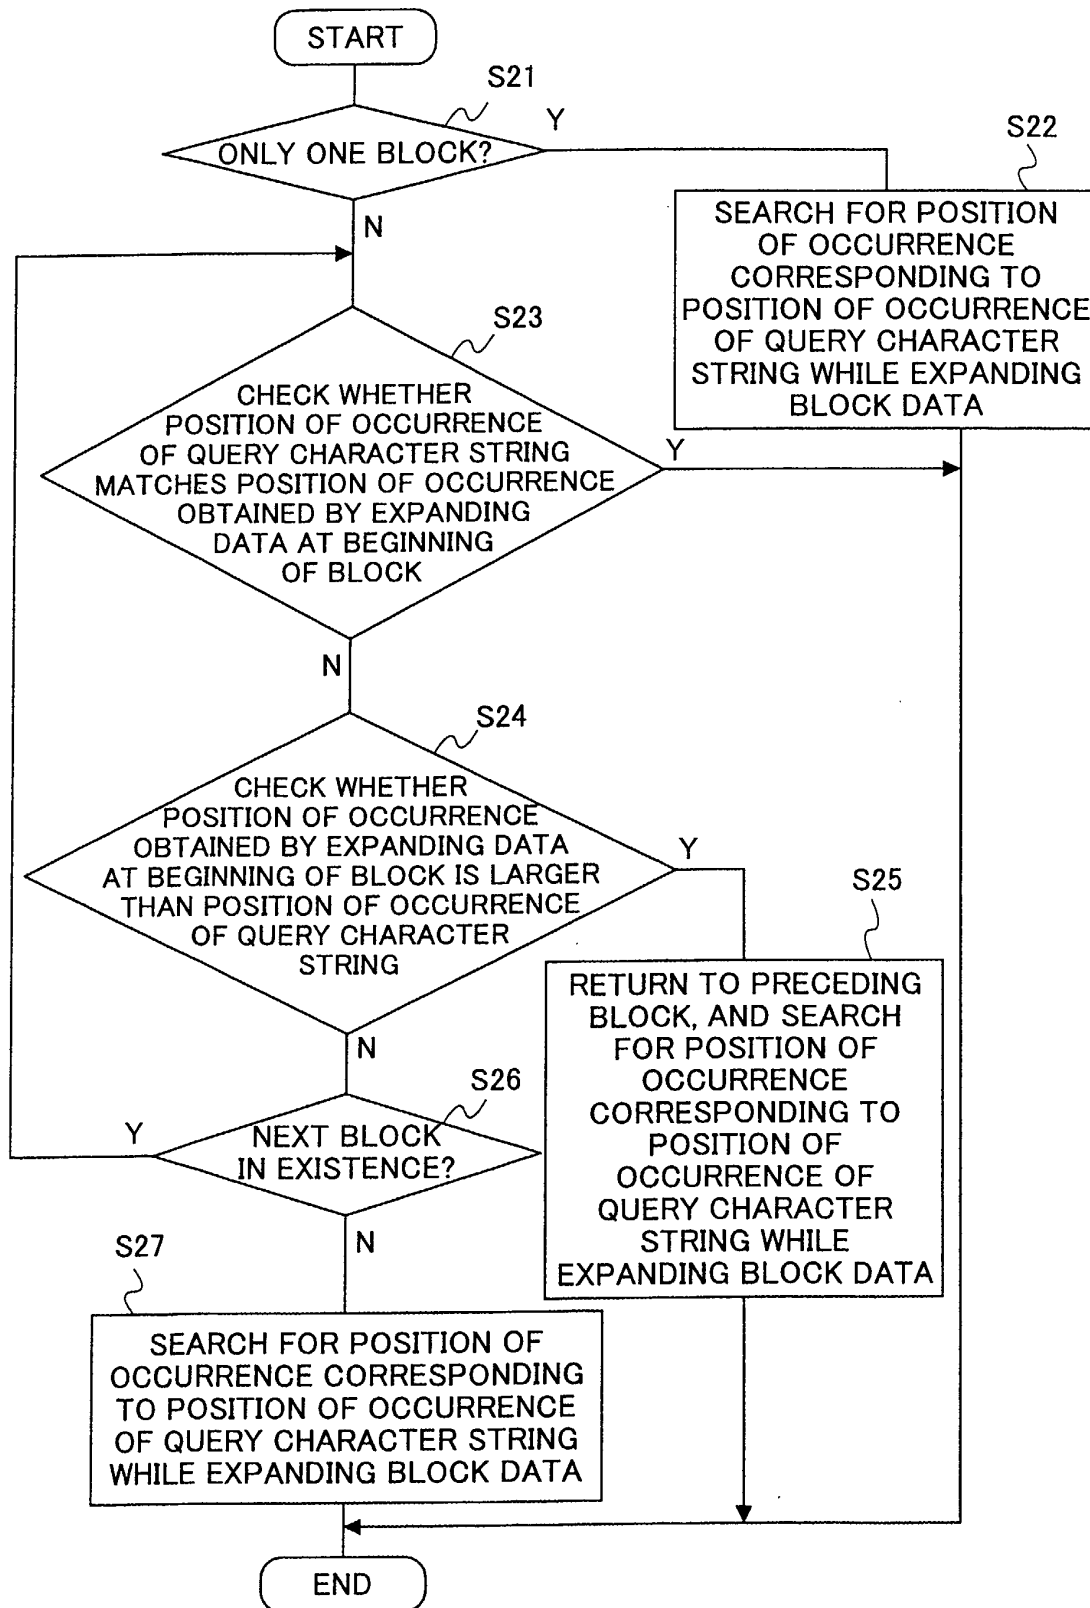 START
S21
ONLY ONE BLOCK?
Y
N
S22
SEARCH FOR POSITION
OF OCCURRENCE
CORRESPONDING TO
POSITION OF OCCURRENCE
OF QUERY CHARACTER
STRING WHILE EXPANDING
BLOCK DATA
S23
CHECK WHETHER
POSITION OF OCCURRENCE
OF QUERY CHARACTER STRING
MATCHES POSITION OF OCCURRENCE
OBTAINED BY EXPANDING
DATA AT BEGINNING
OF BLOCK
Y
N
S24
CHECK WHETHER
POSITION OF OCCURRENCE
OBTAINED BY EXPANDING DATA
AT BEGINNING OF BLOCK IS LARGER
THAN POSITION OF OCCURRENCE
OF QUERY CHARACTER
STRING
Y
N
S25
RETURN TO PRECEDING
BLOCK, AND SEARCH
FOR POSITION OF
OCCURRENCE
CORRESPONDING TO
POSITION OF
OCCURRENCE OF
QUERY CHARACTER
STRING WHILE
EXPANDING BLOCK DATA
S26
NEXT BLOCK
IN EXISTENCE?
Y
N
S27
SEARCH FOR POSITION OF
OCCURRENCE CORRESPONDING
TO POSITION OF OCCURRENCE
OF QUERY CHARACTER STRING
WHILE EXPANDING BLOCK DATA
END